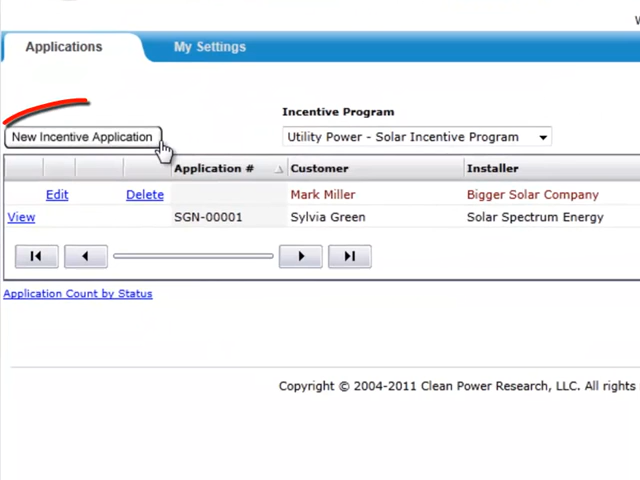 W
Applications My Settings
Incentive Program
New Incentive Application Utility Power - Solar Incentive Program
Application # Customer Installer
Edit Delete Mark Miller Bigger Solar Company
View SGN-00001 Sylvia Green Solar Spectrum Energy
Application Count by Status
Copyright © 2004-2011 Clean Power Research, LLC. All rights